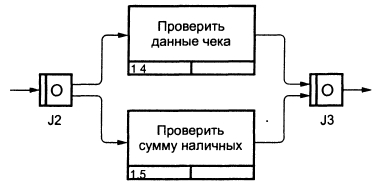 Проверить
данные чека
1.4
O
J2
O
J3
Проверить
сумму наличных
1.5